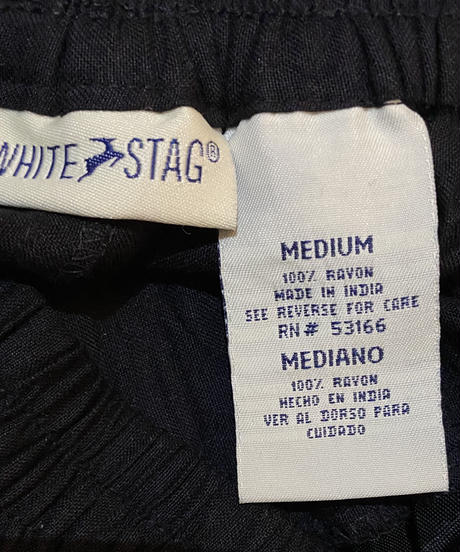 WHITE STAG®
MEDIUM
100% RAYON
MADE IN INDIA
SEE REVERSE FOR CARE
RN# 53166
MEDIANO
100% RAYON
HECHO EN INDIA
VER AL DORSO PARA
CUIDADO